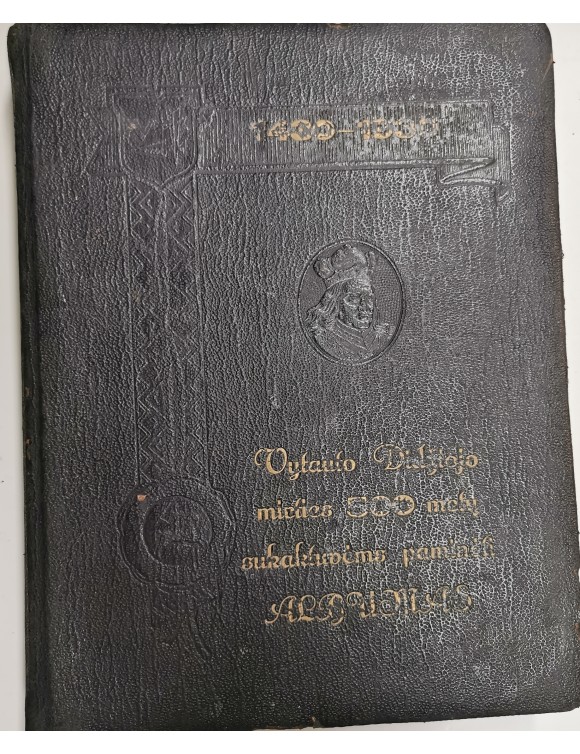 1430-1930
Vytauto Didžiojo
mirties 500 metų
sukaktuvėms paminėti
ALBUMAS